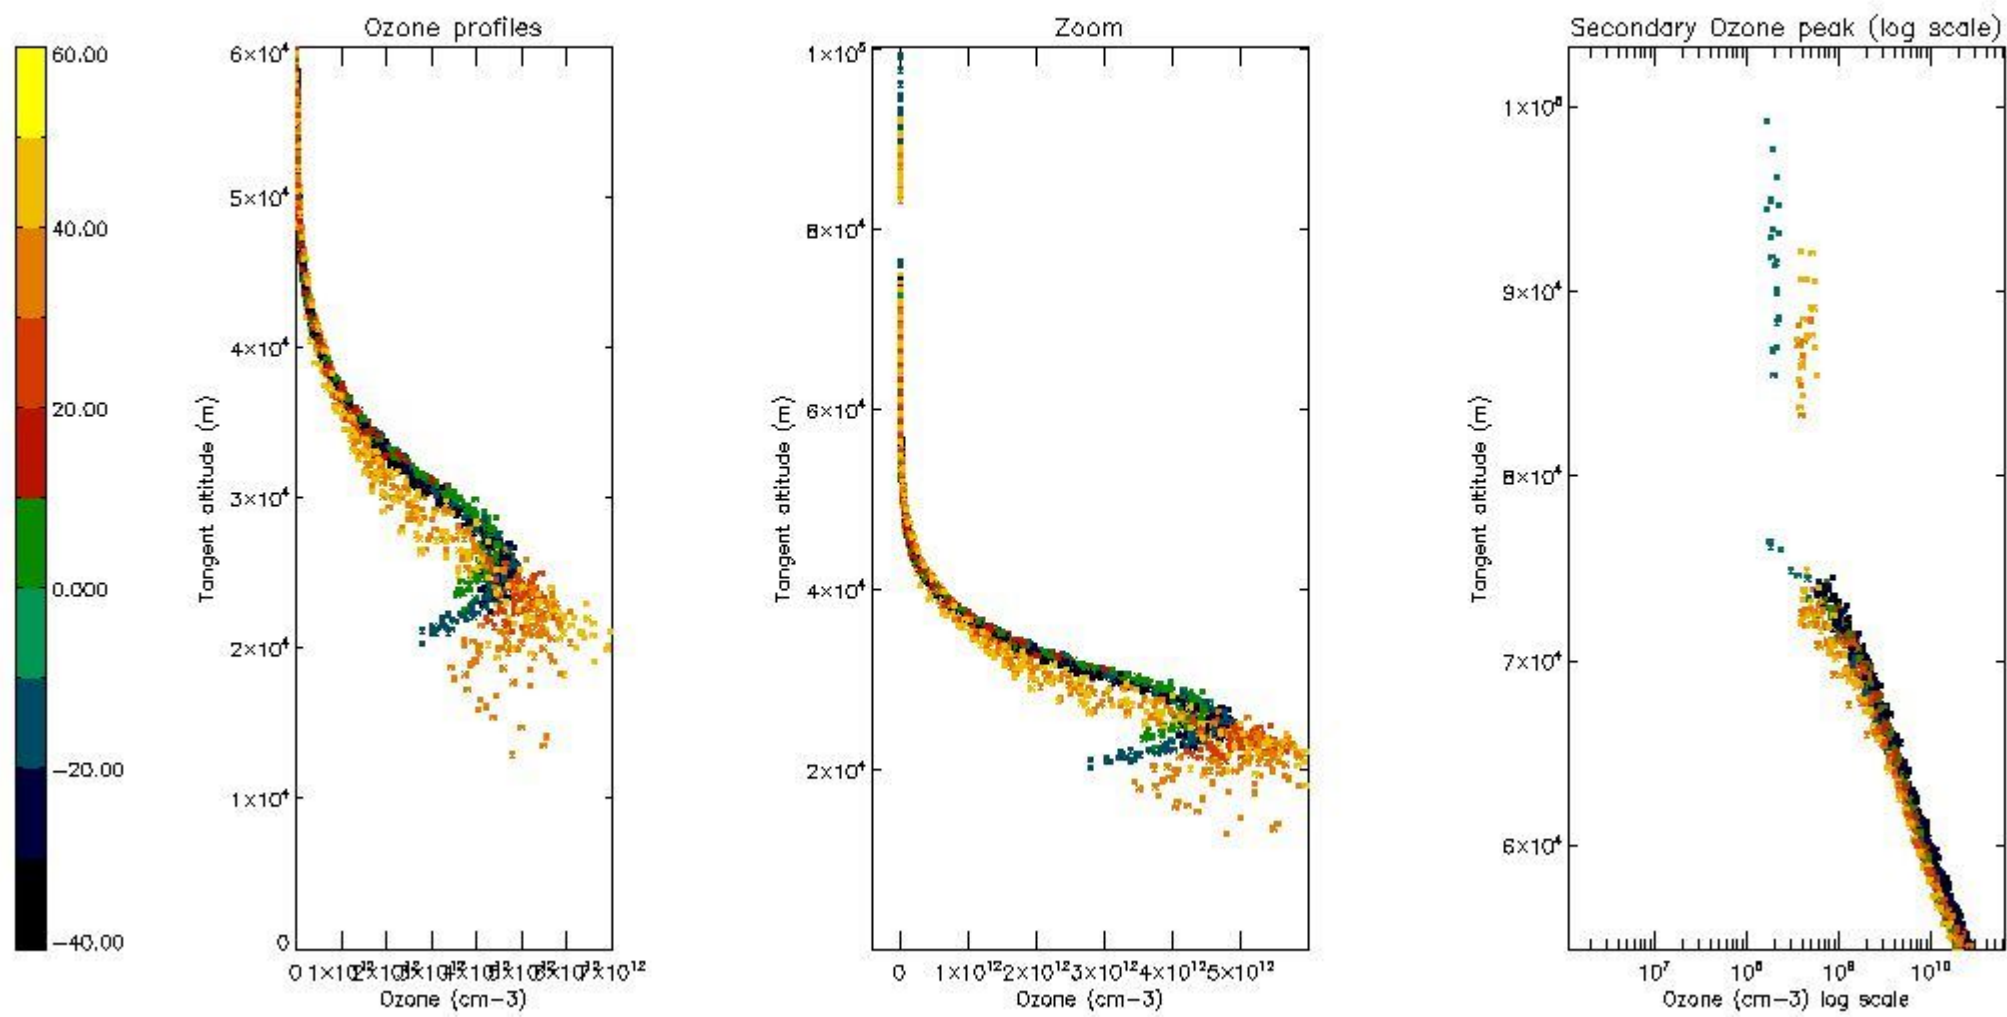 Ozone profiles
Zoom
Secondary Ozone peak (log scale)
60.00
40.00
20.00
0.000
-20.00
-40.00
6×10⁴
5×10⁴
4×10⁴
3×10⁴
2×10⁴
1×10⁴
0
Tangent altitude (m)
0
7×10¹²
Ozone (cm-3)
1×10⁵
8×10⁴
6×10⁴
4×10⁴
2×10⁴
Tangent altitude (m)
0 1×10¹² 2×10¹² 3×10¹² 4×10¹² 5×10¹²
Ozone (cm-3)
9×10⁴
8×10⁴
7×10⁴
6×10⁴
Tangent altitude (m)
10⁷ 10⁸ 10⁹ 10¹⁰
Ozone (cm-3) log scale